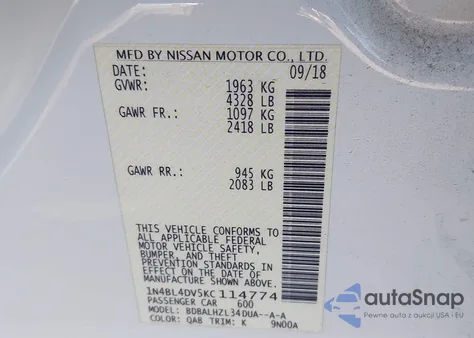 MFD BY NISSAN MOTOR CO., LTD.
DATE: 09/18
GVWR: 1963 KG
4328 LB
GAWR FR.: 1097 KG
2418 LB
GAWR RR.: 945 KG
2083 LB
THIS VEHICLE CONFORMS TO
ALL APPLICABLE FEDERAL
MOTOR VEHICLE SAFETY,
BUMPER, AND THEFT
PREVENTION STANDARDS IN
EFFECT ON THE DATE OF
MANUFACTURE SHOWN ABOVE.
1N4BL4DV5KC114774
PASSENGER CAR 600
MODEL: BDBALHZL34DUA--A-A
COLOR: QAB TRIM: K 9N00A
autoSnap
Pewne auta z aukcji USA i EU